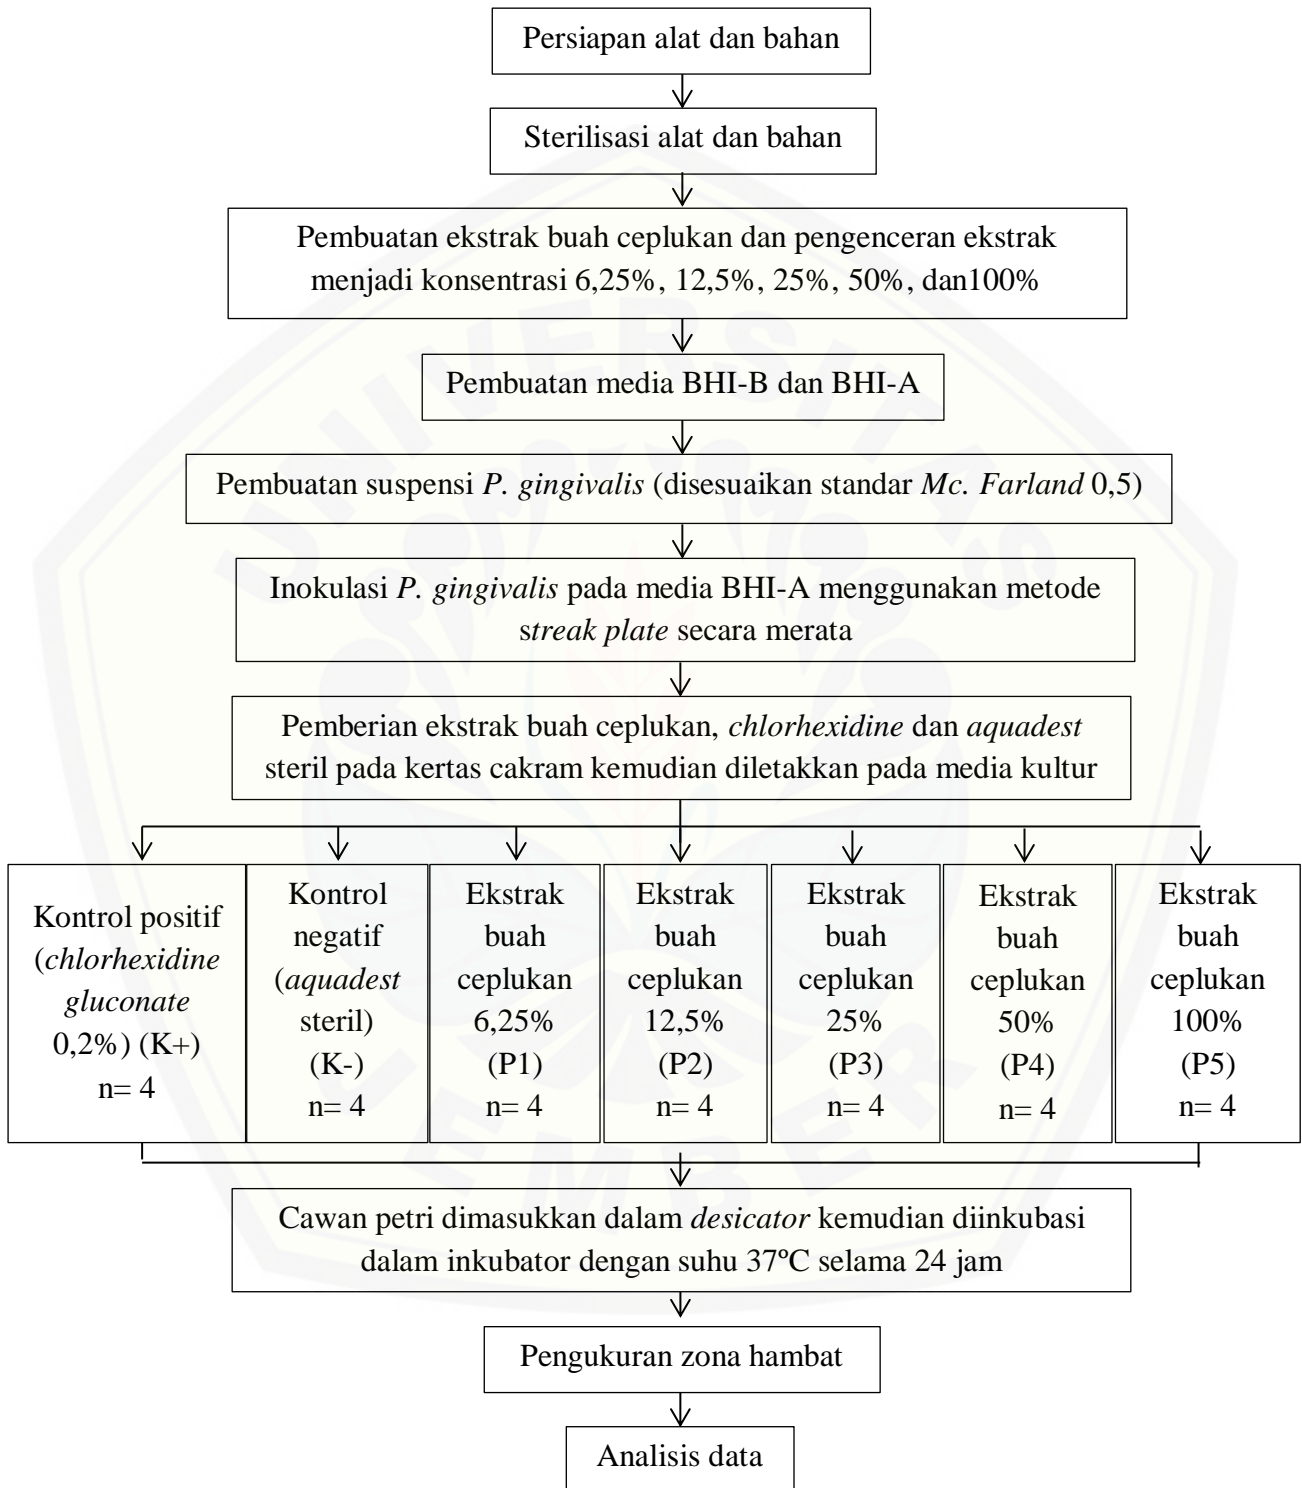 Persiapan alat dan bahan
Sterilisasi alat dan bahan
Pembuatan ekstrak buah ceplukan dan pengenceran ekstrak
menjadi konsentrasi 6,25%, 12,5%, 25%, 50%, dan100%
Pembuatan media BHI-B dan BHI-A
Pembuatan suspensi P. gingivalis (disesuaikan standar Mc. Farland 0,5)
Inokulasi P. gingivalis pada media BHI-A menggunakan metode
streak plate secara merata
Pemberian ekstrak buah ceplukan, chlorhexidine dan aquadest
steril pada kertas cakram kemudian diletakkan pada media kultur
Kontrol positif
(chlorhexidine
gluconate
0,2%) (K+)
n= 4
Kontrol
negatif
(aquadest
steril)
(K-)
n= 4
Ekstrak
buah
ceplukan
6,25%
(P1)
n= 4
Ekstrak
buah
ceplukan
12,5%
(P2)
n= 4
Ekstrak
buah
ceplukan
25%
(P3)
n= 4
Ekstrak
buah
ceplukan
50%
(P4)
n= 4
Ekstrak
buah
ceplukan
100%
(P5)
n= 4
Cawan petri dimasukkan dalam desicator kemudian diinkubasi
dalam inkubator dengan suhu 37ºC selama 24 jam
Pengukuran zona hambat
Analisis data
UNIVERSITAS
JEMBER